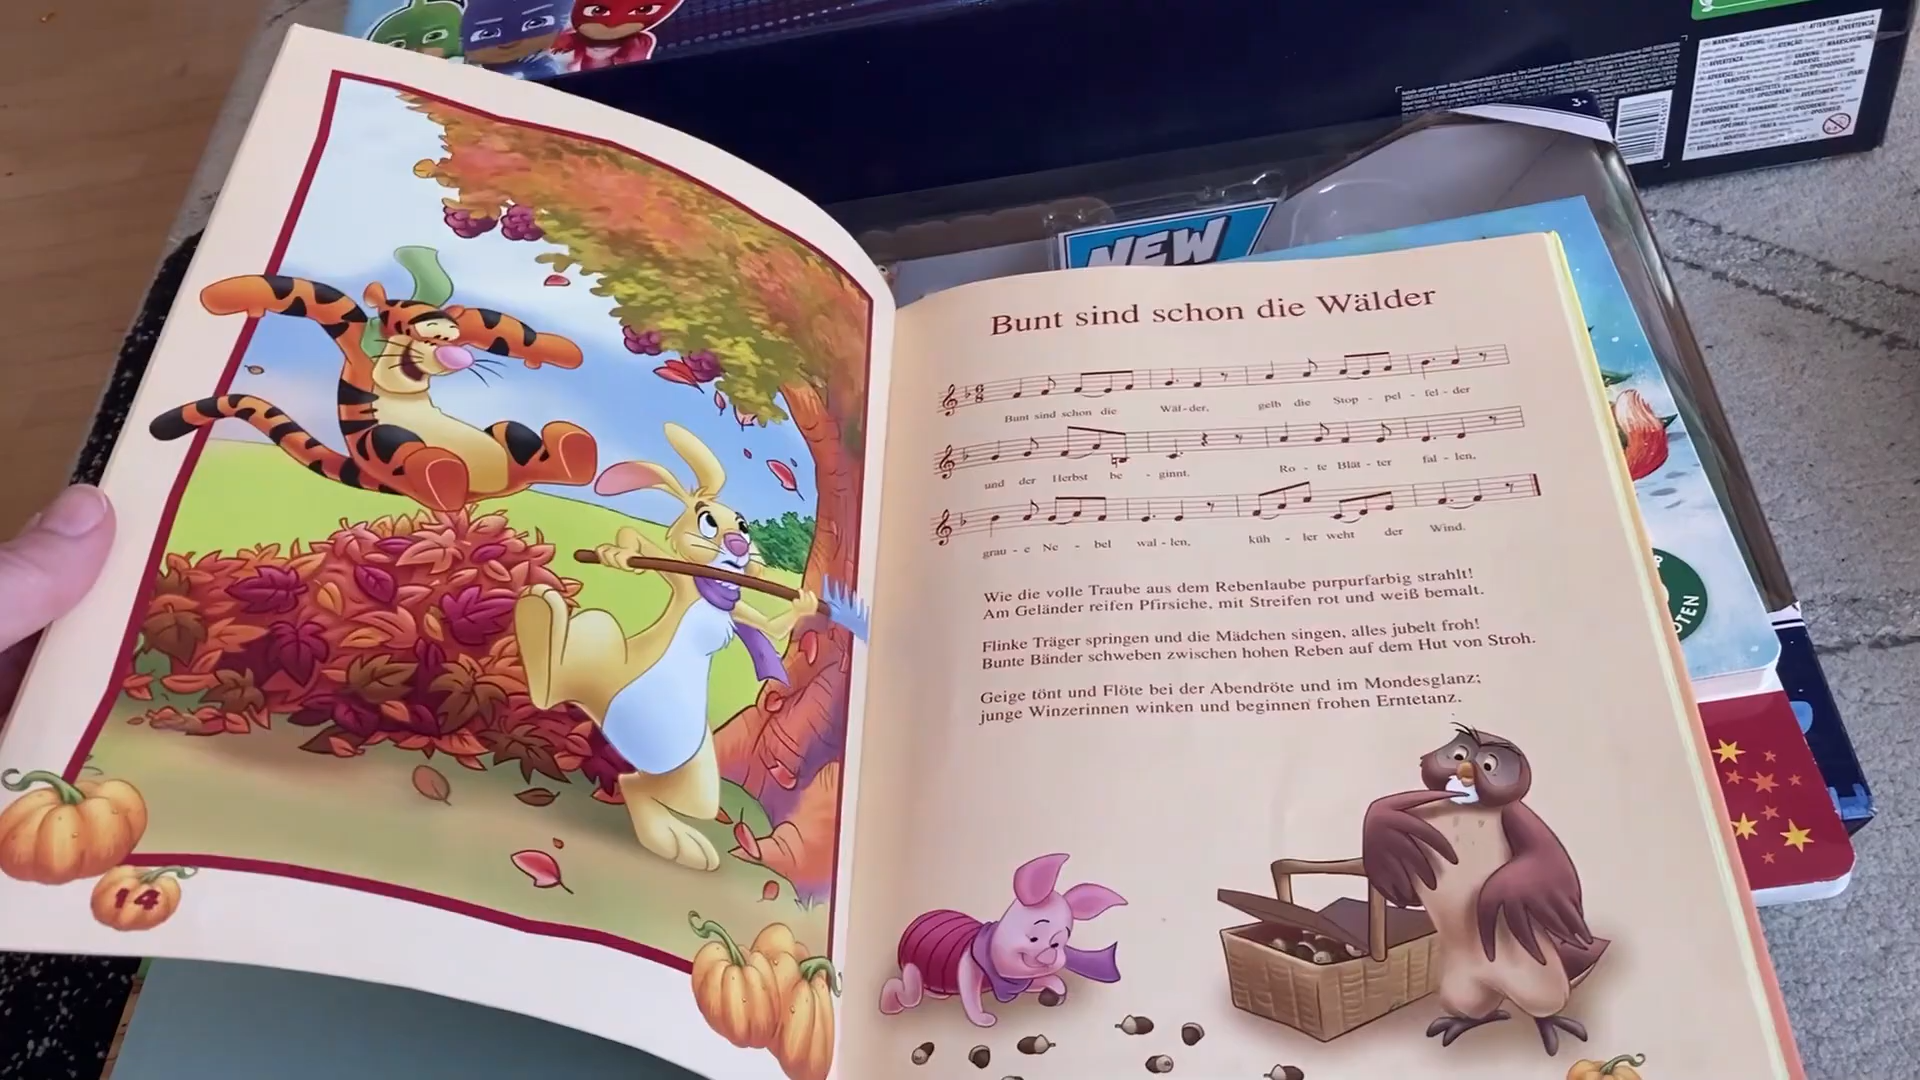 NEW
3+
Bunt sind schon die Wälder
Bunt sind schon die Wäl-der, gelb die Stop - pel - fel - der
und der Herbst be - ginnt. Ro - te Blät - ter fal - len,
grau - e Ne - bel wal - len, küh - ler weht der Wind.
Wie die volle Traube aus dem Rebenlaube purpurfarbig strahlt!
Am Geländer reifen Pfirsiche, mit Streifen rot und weiß bemalt.
Flinke Träger springen und die Mädchen singen, alles jubelt froh!
Bunte Bänder schweben zwischen hohen Reben auf dem Hut von Stroh.
Geige tönt und Flöte bei der Abendröte und im Mondesglanz;
junge Winzerinnen winken und beginnen frohen Erntetanz.
14